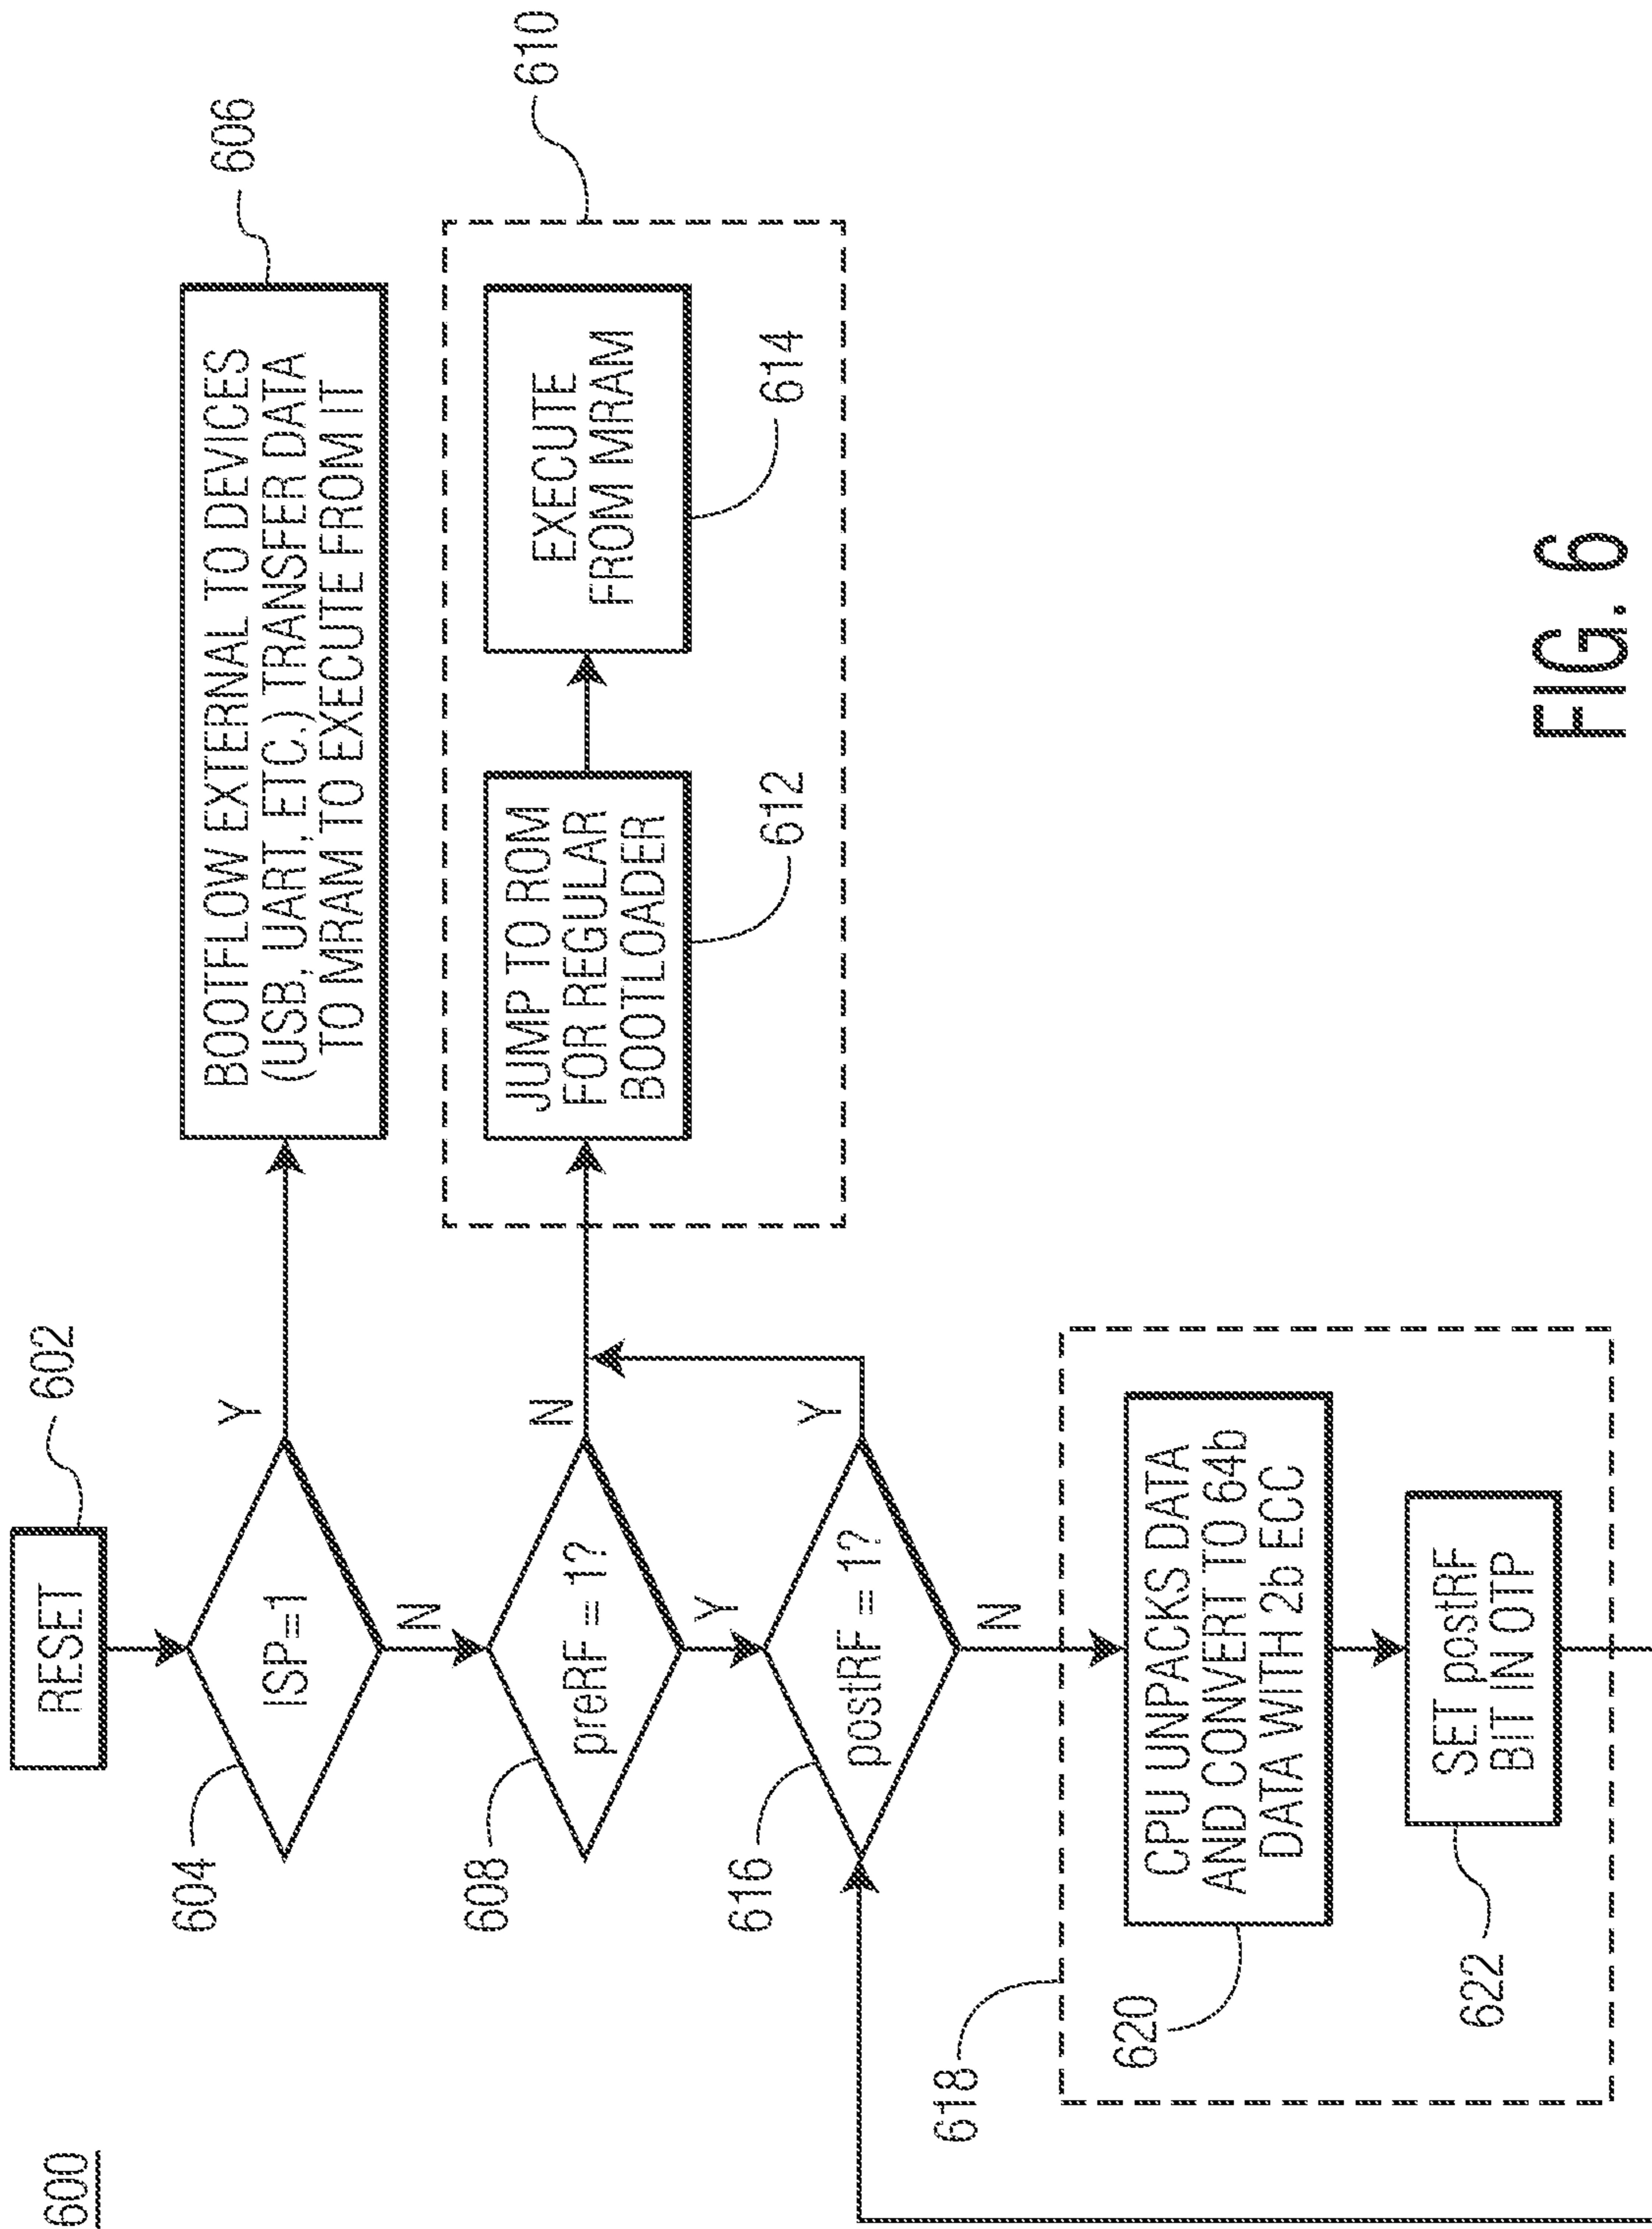 600
RESET
602
ISP=1
604
Y
N
BOOTFLOW EXTERNAL TO DEVICES
(USB, UART, ETC.) TRANSFER DATA
TO MRAM TO EXECUTE FROM IT
606
preRF = 1?
608
N
Y
JUMP TO ROM
FOR REGULAR
BOOTLOADER
612
EXECUTE
FROM MRAM
614
610
postRF = 1?
616
Y
N
618
CPU UNPACKS DATA
AND CONVERT TO 64b
DATA WITH 2b ECC
620
SET postRF
BIT IN OTP
622
FIG. 6